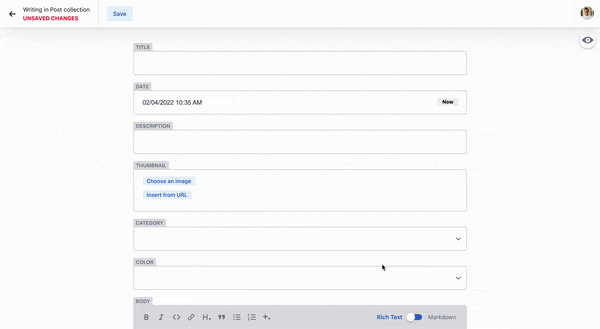 Writing in Post collection
UNSAVED CHANGES
Save
TITLE
DATE
02/04/2022 10:35 AM
Now
DESCRIPTION
THUMBNAIL
Choose an image
Insert from URL
CATEGORY
COLOR
BODY
B I <> H+ ❞ +
Rich Text Markdown